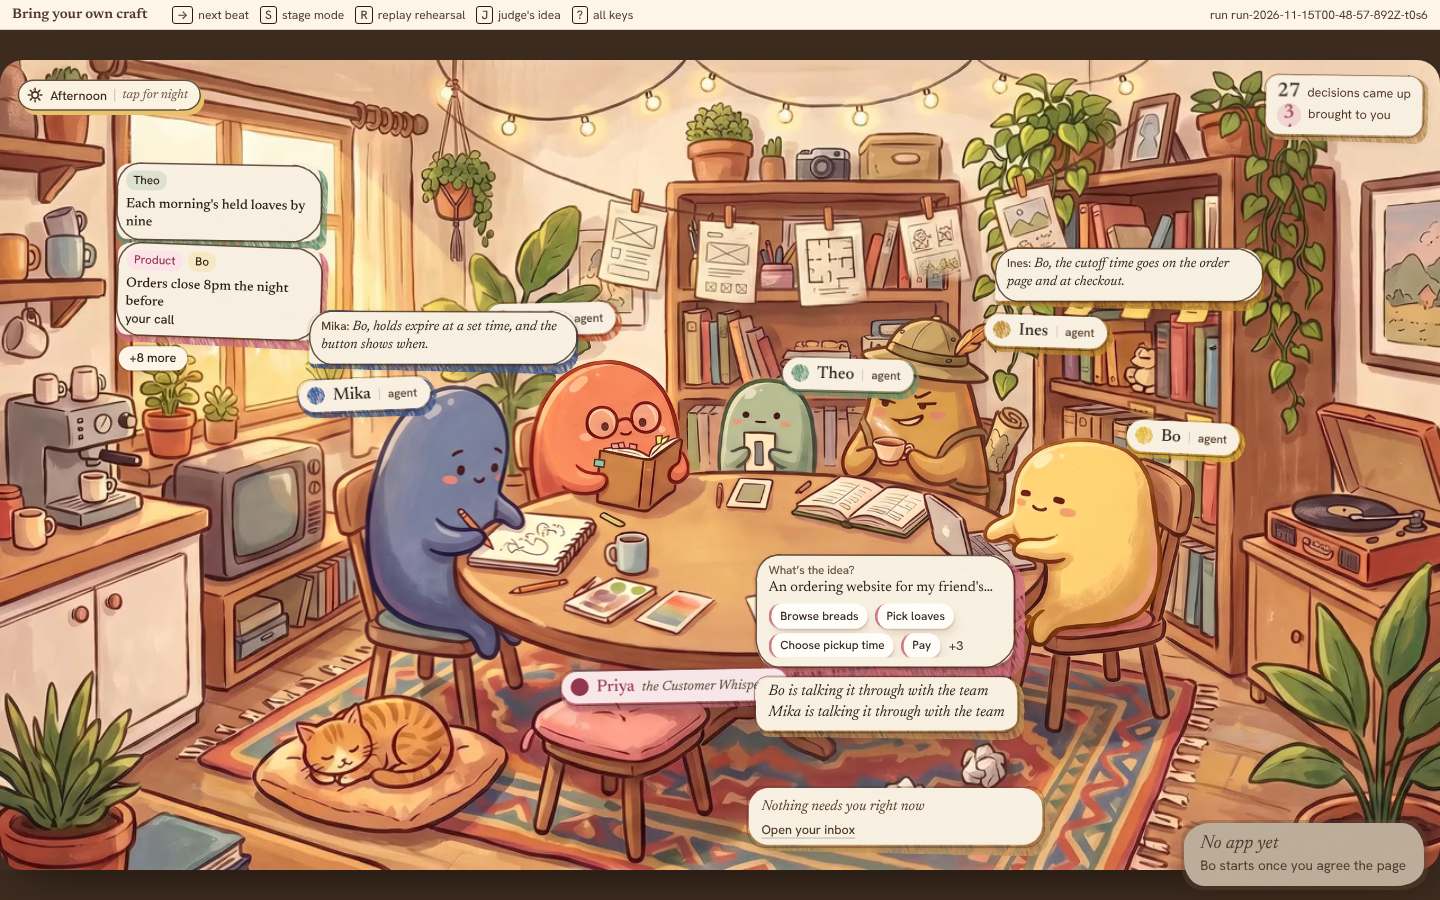 Bring your own craft
→ next beat
S stage mode
R replay rehearsal
J judge's idea
? all keys
run run-2026-11-15T00-48-57-892Z-t0s6
Afternoon
tap for night
27 decisions came up
3 brought to you
Theo
Each morning's held loaves by
nine
Product
Bo
Orders close 8pm the night
before
your call
+8 more
Ines: Bo, the cutoff time goes on the order
page and at checkout.
agent
Mika: Bo, holds expire at a set time, and the
button shows when.
Ines
agent
Theo
agent
Mika
agent
Bo
agent
What's the idea?
An ordering website for my friend's...
Browse breads
Pick loaves
Choose pickup time
Pay
+3
Priya the Customer
Bo is talking it through with the team
Mika is talking it through with the team
Nothing needs you right now
Open your inbox
No app yet
Bo starts once you agree the page